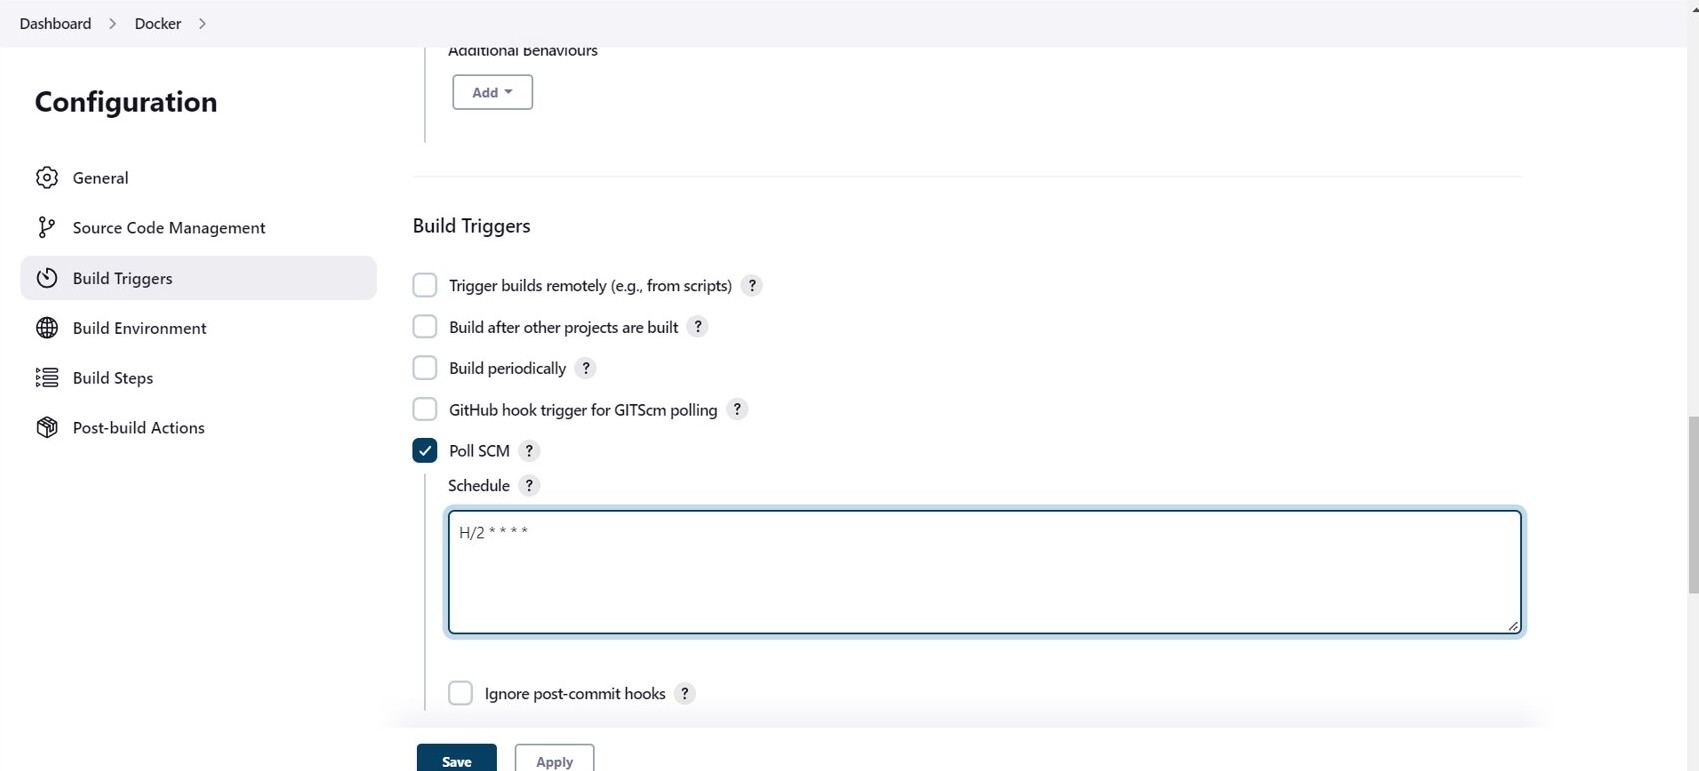 Dashboard > Docker >
Additional Behaviours
Add
Configuration
General
Source Code Management
Build Triggers
Build Environment
Build Steps
Post-build Actions
Build Triggers
Trigger builds remotely (e.g., from scripts) ?
Build after other projects are built ?
Build periodically ?
GitHub hook trigger for GITScm polling ?
Poll SCM ?
Schedule ?
H/2 * * * *
Ignore post-commit hooks ?
Save
Apply